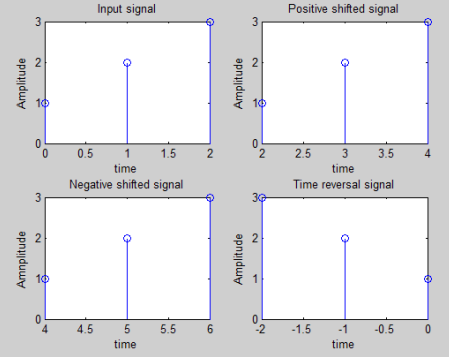 Input signal
Amplitude
3
2
1
0
0 0.5 1 1.5 2
time
Positive shifted signal
Amplitude
3
2
1
0
2 2.5 3 3.5 4
time
Negative shifted signal
Amnplitude
3
2
1
0
4 4.5 5 5.5 6
time
Time reversal signal
Amplitude
3
2
1
0
-2 -1.5 -1 -0.5 0
time